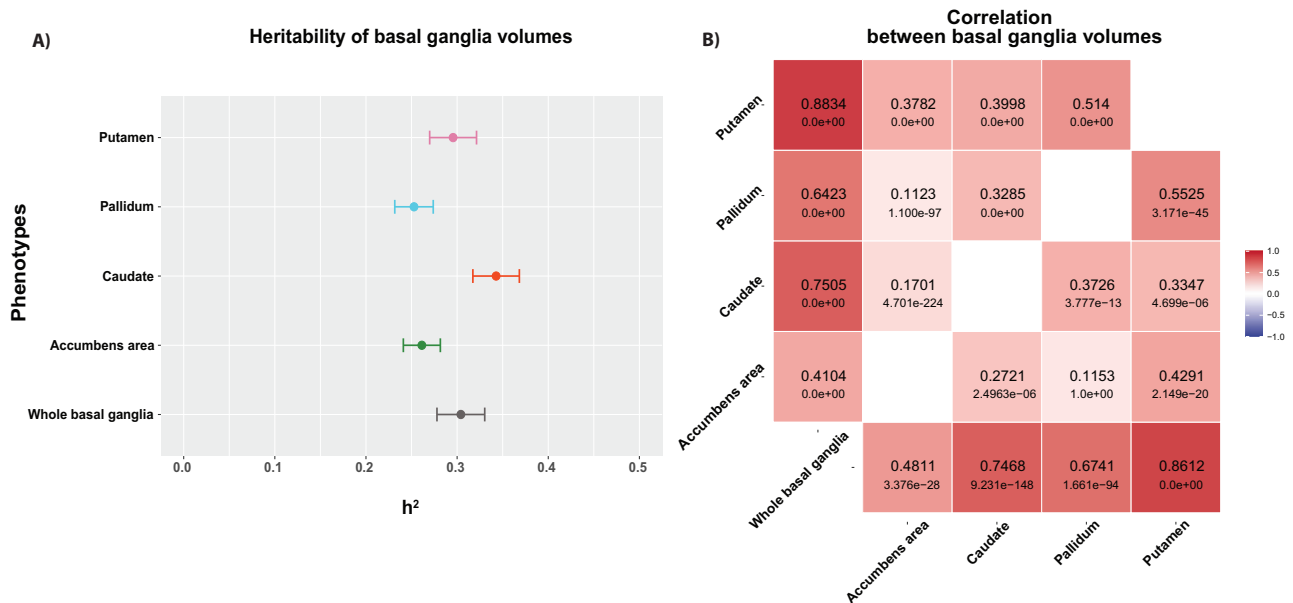 A)
Heritability of basal ganglia volumes
Phenotypes
Putamen
Pallidum
Caudate
Accumbens area
Whole basal ganglia
0.0 0.1 0.2 0.3 0.4 0.5
h²
B)
Correlation
between basal ganglia volumes
Putamen
0.8834 0.3782 0.3998 0.514
0.0e+00 0.0e+00 0.0e+00 0.0e+00
Pallidum
0.6423 0.1123 0.3285 0.5525
0.0e+00 1.100e-97 0.0e+00 3.171e−45
Caudate
0.7505 0.1701 0.3726 0.3347
0.0e+00 4.701e-224 3.777e−13 4.699e−06
Accumbens area
0.4104 0.2721 0.1153 0.4291
0.0e+00 2.4963e−06 1.0e+00 2.149e−20
Whole basal ganglia
0.4811 0.7468 0.6741 0.8612
3.376e−28 9.231e−148 1.661e−94 0.0e+00
Accumbens area
Caudate
Pallidum
Putamen
1.0
0.5
0.0
−0.5
−1.0